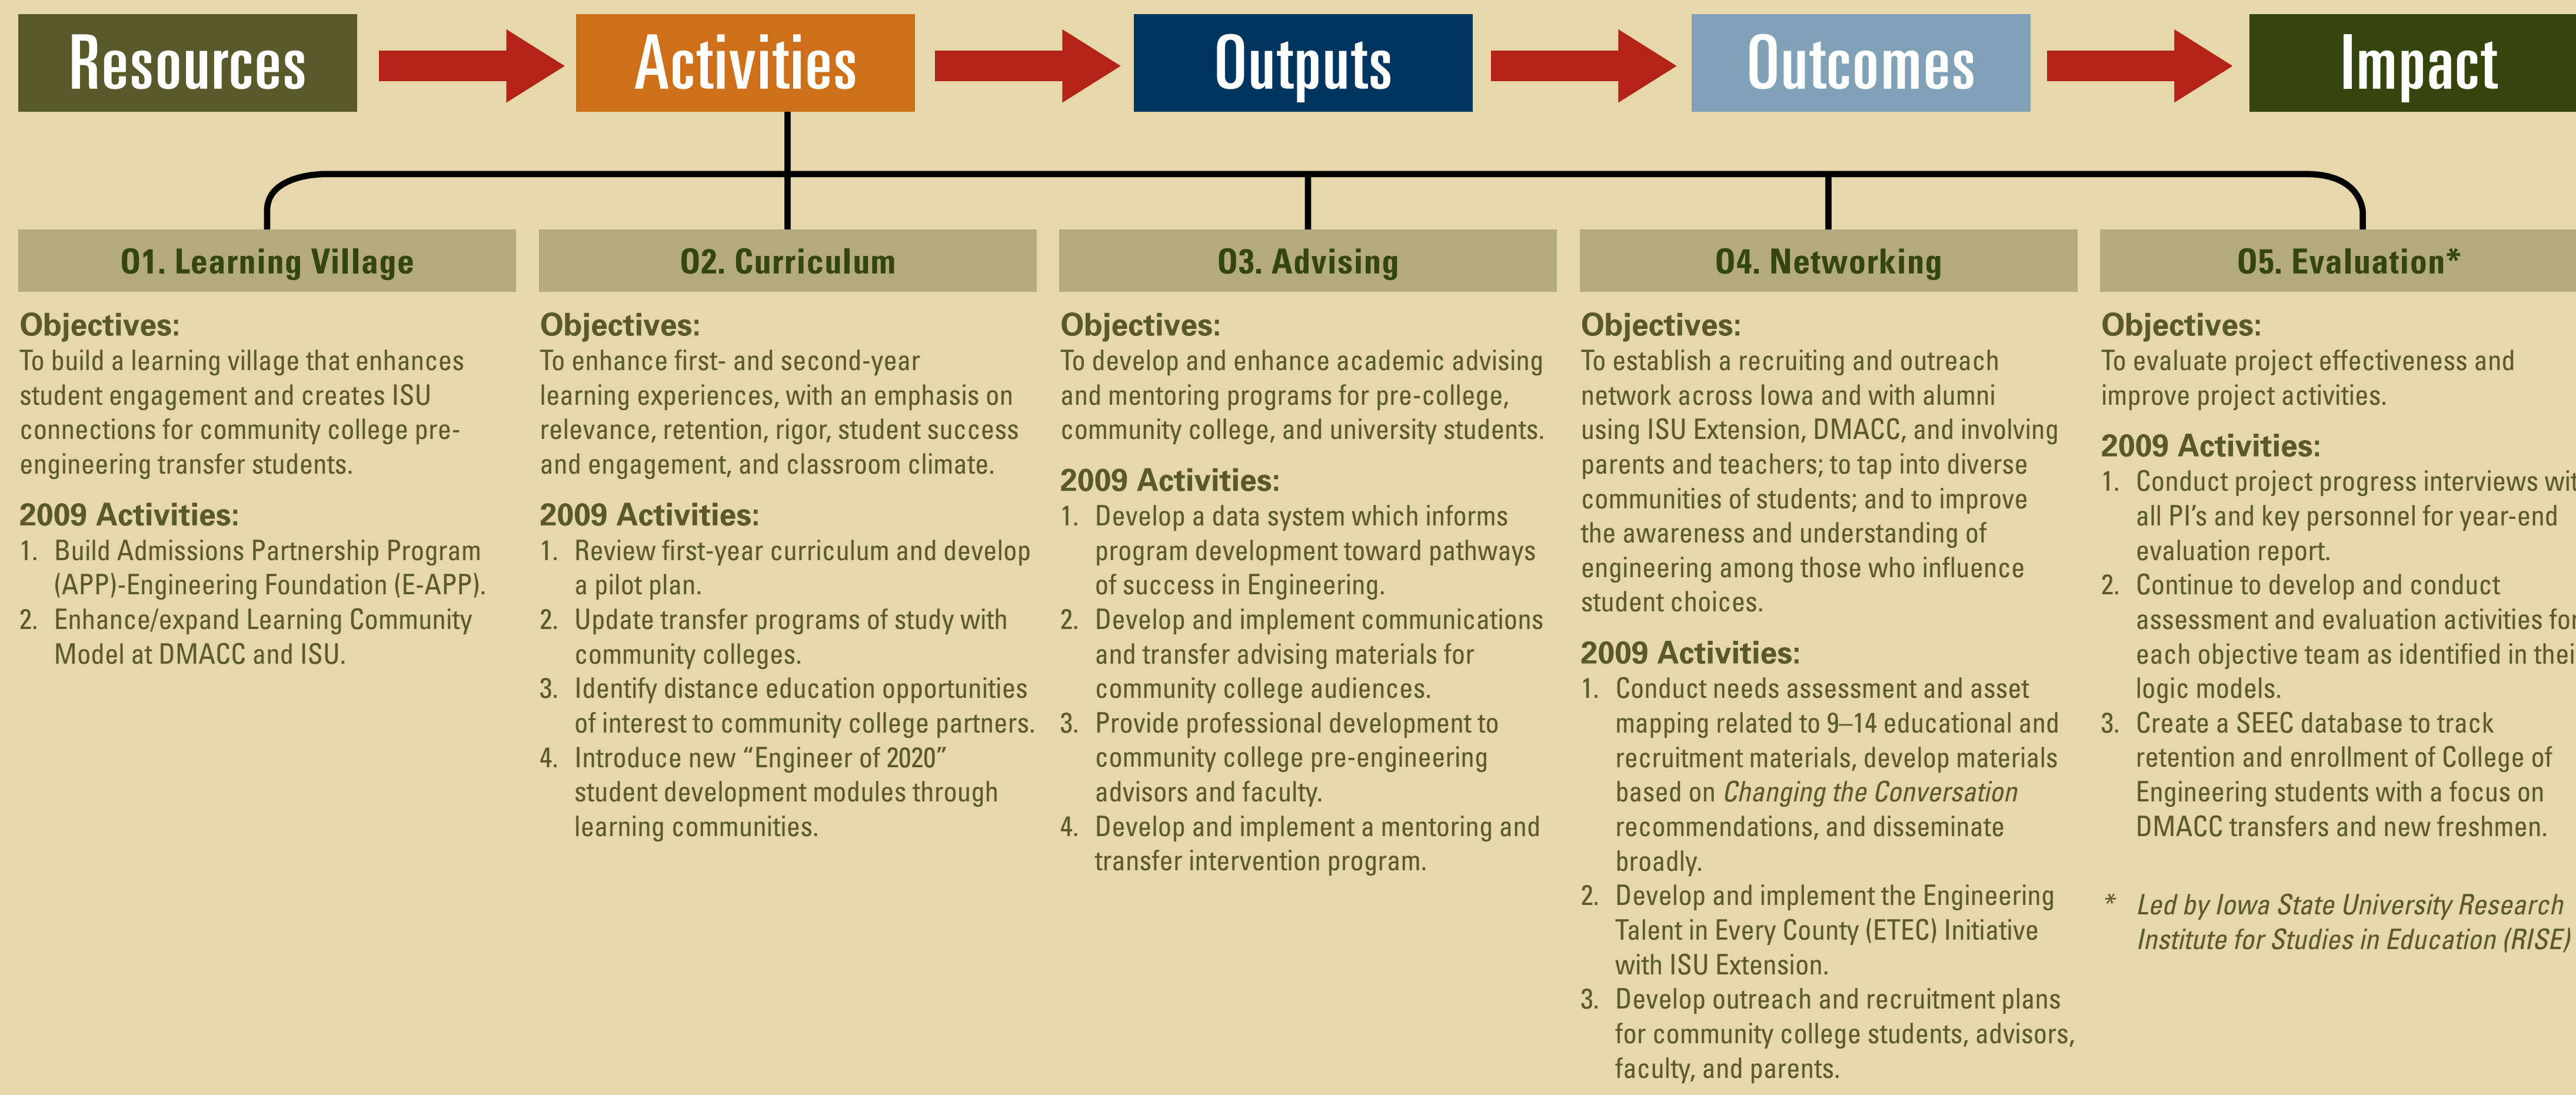 Resources
Activities
Outputs
Outcomes
Impact
O1. Learning Village
Objectives:
To build a learning village that enhances
student engagement and creates ISU
connections for community college pre-
engineering transfer students.
2009 Activities:
1. Build Admissions Partnership Program
(APP)-Engineering Foundation (E-APP).
2. Enhance/expand Learning Community
Model at DMACC and ISU.
O2. Curriculum
Objectives:
To enhance first- and second-year
learning experiences, with an emphasis on
relevance, retention, rigor, student success
and engagement, and classroom climate.
2009 Activities:
1. Review first-year curriculum and develop
a pilot plan.
2. Update transfer programs of study with
community colleges.
3. Identify distance education opportunities
of interest to community college partners.
4. Introduce new “Engineer of 2020”
student development modules through
learning communities.
O3. Advising
Objectives:
To develop and enhance academic advising
and mentoring programs for pre-college,
community college, and university students.
2009 Activities:
1. Develop a data system which informs
program development toward pathways
of success in Engineering.
2. Develop and implement communications
and transfer advising materials for
community college audiences.
3. Provide professional development to
community college pre-engineering
advisors and faculty.
4. Develop and implement a mentoring and
transfer intervention program.
O4. Networking
Objectives:
To establish a recruiting and outreach
network across Iowa and with alumni
using ISU Extension, DMACC, and involving
parents and teachers; to tap into diverse
communities of students; and to improve
the awareness and understanding of
engineering among those who influence
student choices.
2009 Activities:
1. Conduct needs assessment and asset
mapping related to 9–14 educational and
recruitment materials, develop materials
based on Changing the Conversation
recommendations, and disseminate
broadly.
2. Develop and implement the Engineering
Talent in Every County (ETEC) Initiative
with ISU Extension.
3. Develop outreach and recruitment plans
for community college students, advisors,
faculty, and parents.
O5. Evaluation*
Objectives:
To evaluate project effectiveness and
improve project activities.
2009 Activities:
1. Conduct project progress interviews
all PI's and key personnel for year-end
evaluation report.
2. Continue to develop and conduct
assessment and evaluation activities for
each objective team as identified in
logic models.
3. Create a SEEC database to track
retention and enrollment of College of
Engineering students with a focus on
DMACC transfers and new freshmen.
* Led by Iowa State University Research
Institute for Studies in Education (RISE)